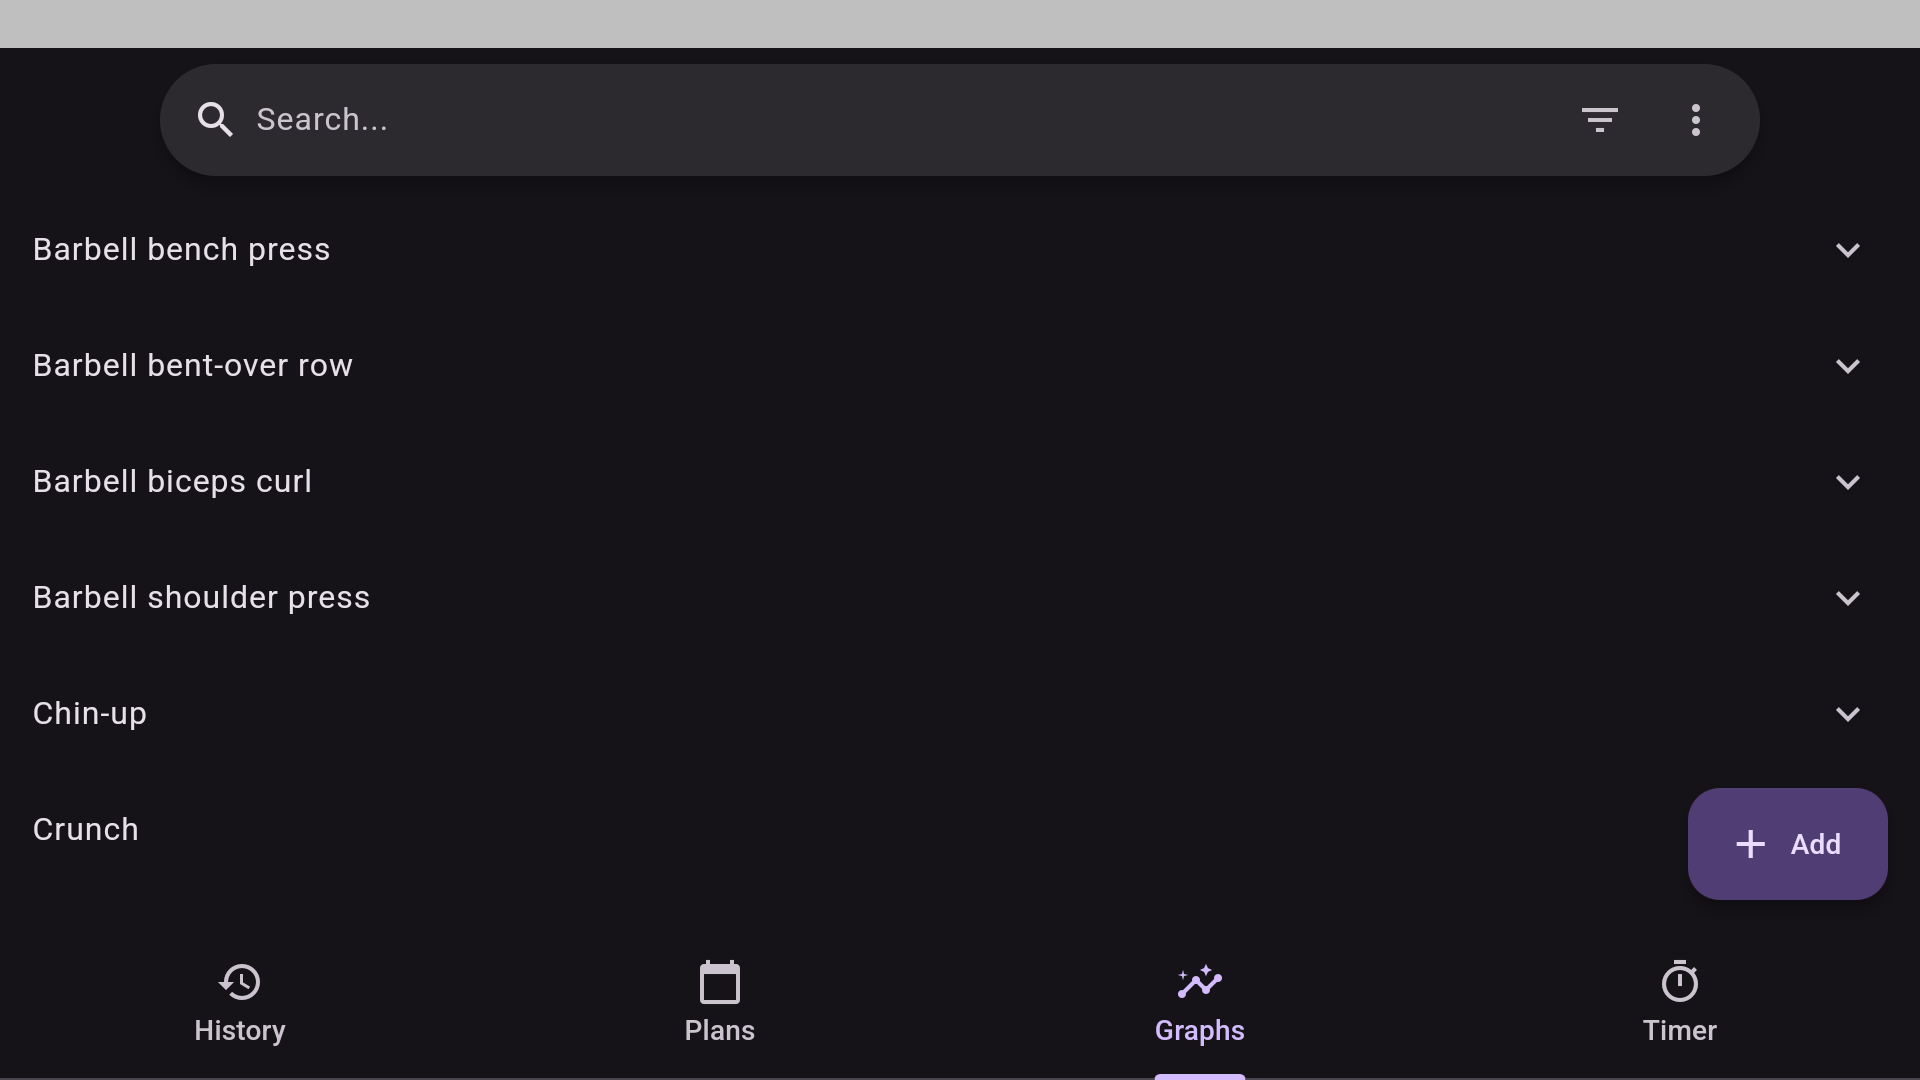 Search...
Barbell bench press
Barbell bent-over row
Barbell biceps curl
Barbell shoulder press
Chin-up
Crunch
Add
History
Plans
Graphs
Timer